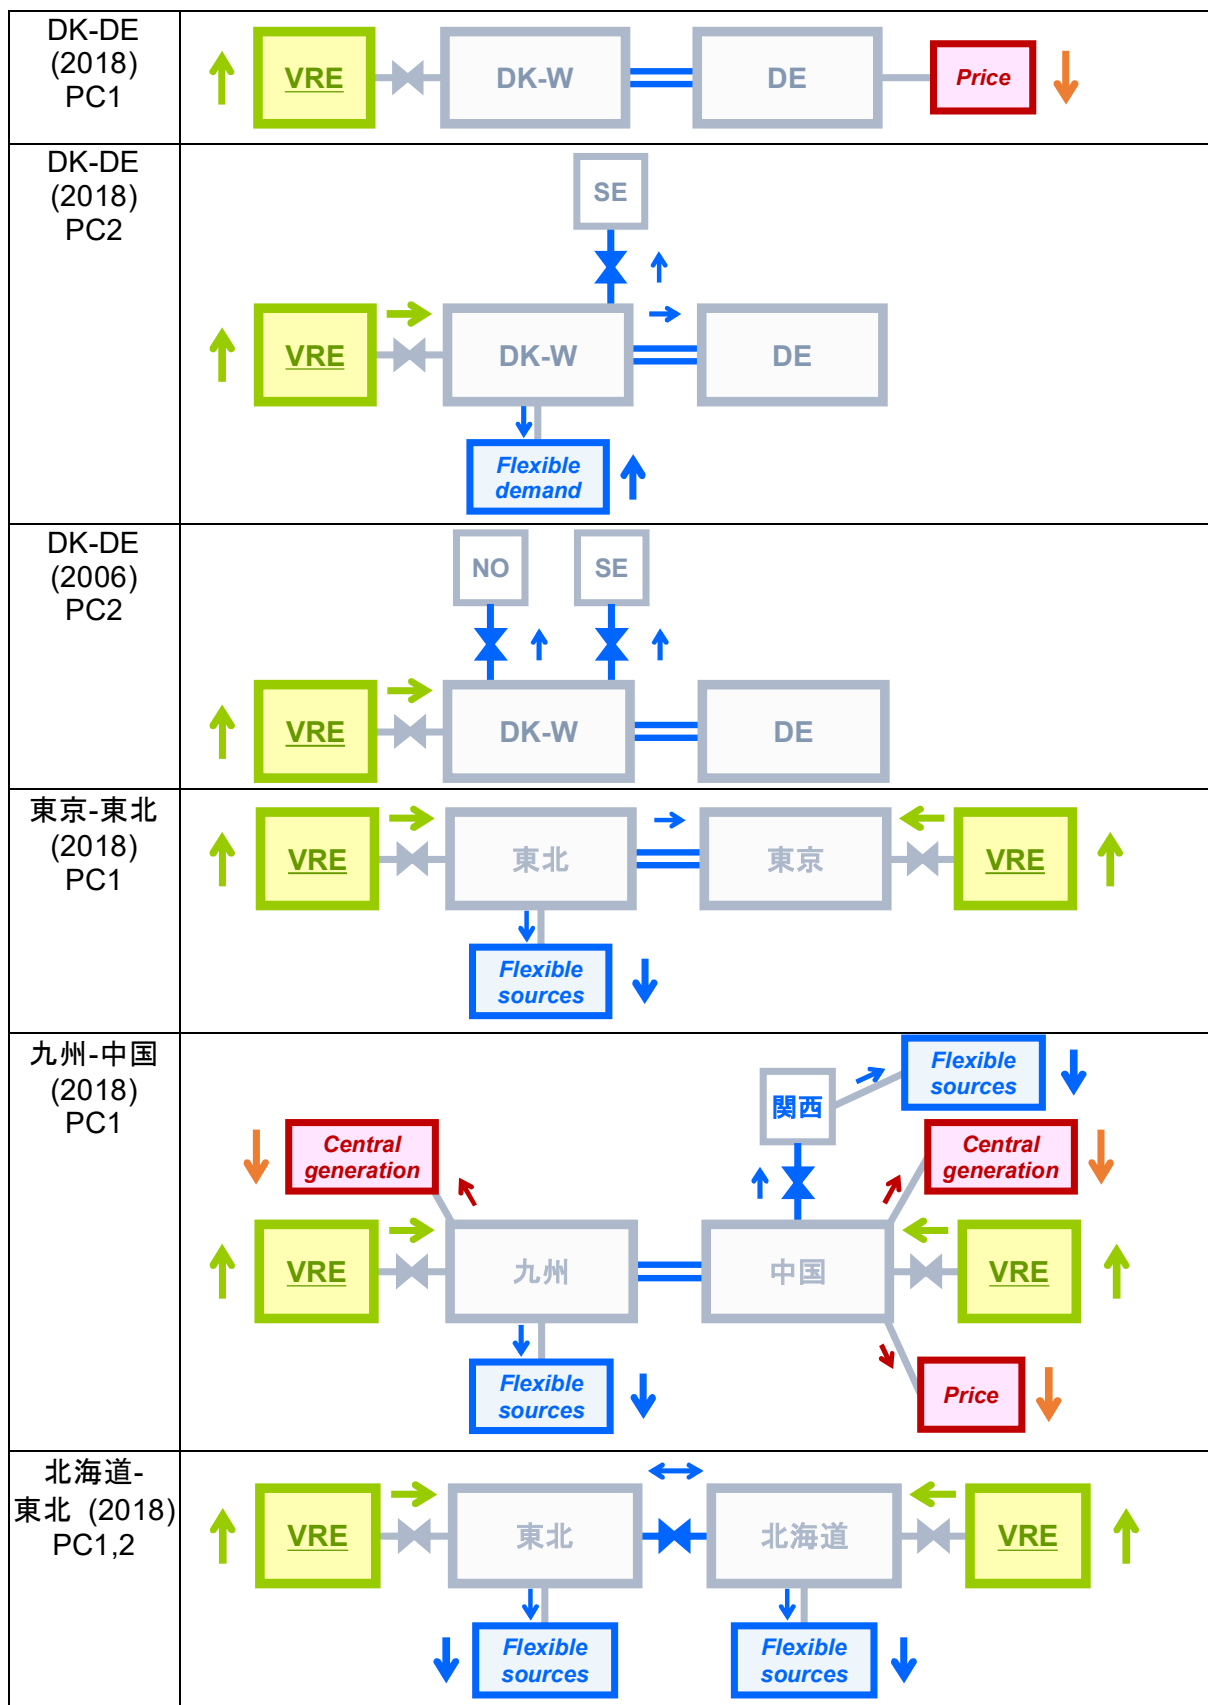 DK-DE
(2018)
PC1
VRE
DK-W
DE
Price
DK-DE
(2018)
PC2
SE
VRE
DK-W
DE
Flexible
demand
DK-DE
(2006)
PC2
NO
SE
VRE
DK-W
DE
東京-東北
(2018)
PC1
VRE
東北
東京
VRE
Flexible
sources
九州-中国
(2018)
PC1
Flexible
sources
関西
Central
generation
Central
generation
VRE
九州
中国
VRE
Flexible
sources
Price
北海道-
東北 (2018)
PC1,2
VRE
東北
北海道
VRE
Flexible
sources
Flexible
sources